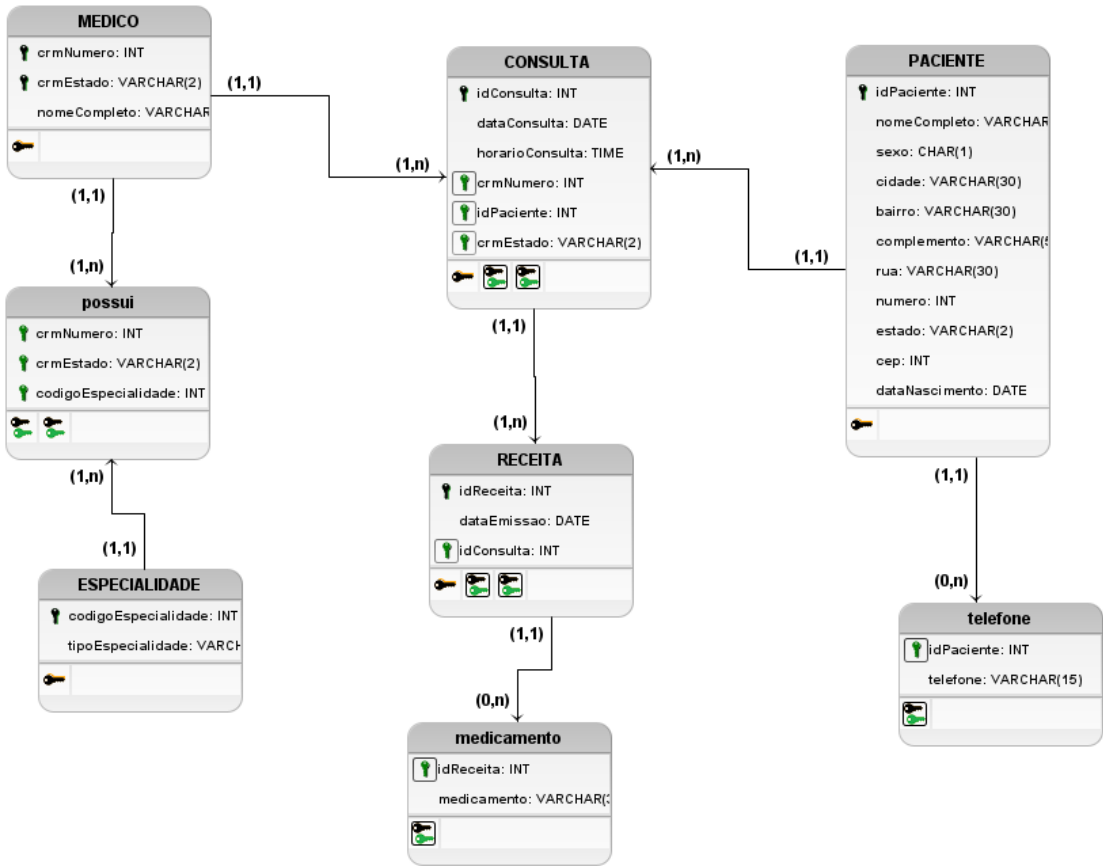 MEDICO
crmNumero: INT
crmEstado: VARCHAR(2)
nomeCompleto: VARCHAR
(1,1)
(1,n)
(1,1)
(1,n)
possui
crmNumero: INT
crmEstado: VARCHAR(2)
codigoEspecialidade: INT
(1,n)
(1,1)
ESPECIALIDADE
codigoEspecialidade: INT
tipoEspecialidade: VARCH
CONSULTA
idConsulta: INT
dataConsulta: DATE
horarioConsulta: TIME
crmNumero: INT
idPaciente: INT
crmEstado: VARCHAR(2)
(1,1)
(1,n)
RECEITA
idReceita: INT
dataEmissao: DATE
idConsulta: INT
(1,1)
(0,n)
medicamento
idReceita: INT
medicamento: VARCHAR(
(1,n)
(1,1)
PACIENTE
idPaciente: INT
nomeCompleto: VARCHAR
sexo: CHAR(1)
cidade: VARCHAR(30)
bairro: VARCHAR(30)
complemento: VARCHAR(
rua: VARCHAR(30)
numero: INT
estado: VARCHAR(2)
cep: INT
dataNascimento: DATE
(1,1)
(0,n)
telefone
idPaciente: INT
telefone: VARCHAR(15)